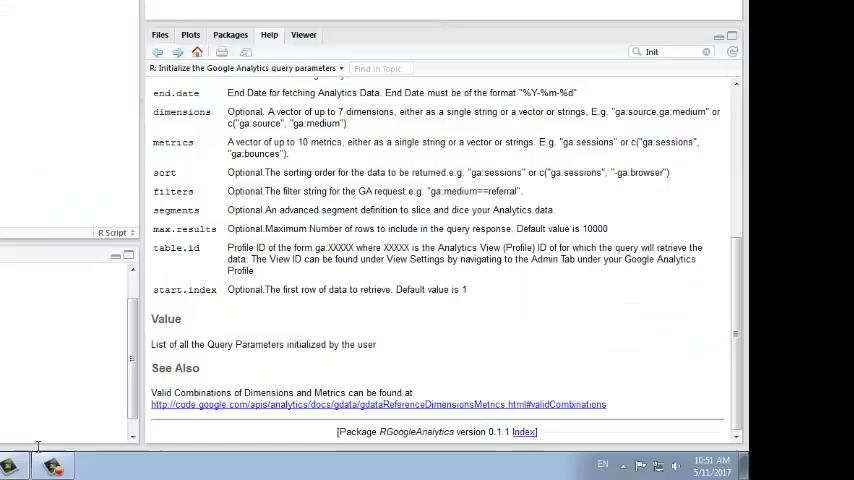 Files Plots Packages Help Viewer
Init
R: Initialize the Google Analytics query parameters Find in Topic
end.date End Date for fetching Analytics Data. End Date must be of the format "%Y-%m-%d"
dimensions Optional. A vector of up to 7 dimensions, either as a single string or a vector or strings, E.g. "ga:source,ga:medium" or
c("ga:source", "ga:medium").
metrics A vector of up to 10 metrics, either as a single string or a vector or strings. E.g. "ga:sessions" or c("ga:sessions",
"ga:bounces").
sort Optional.The sorting order for the data to be returned.e.g. "ga:sessions" or c("ga:sessions", "-ga:browser")
filters Optional.The filter string for the GA request.e.g. "ga:medium==referral".
segments Optional.An advanced segment definition to slice and dice your Analytics data.
max.results Optional.Maximum Number of rows to include in the query response. Default value is 10000
table.id Profile ID of the form ga:XXXXX where XXXXX is the Analytics View (Profile) ID of for which the query will retrieve the
data. The View ID can be found under View Settings by navigating to the Admin Tab under your Google Analytics
Profile
R Script
start.index Optional.The first row of data to retrieve. Default value is 1
Value
List of all the Query Parameters initialized by the user
See Also
Valid Combinations of Dimensions and Metrics can be found at
http://code.google.com/apis/analytics/docs/gdata/gdataReferenceDimensionsMetrics.html#validCombinations
[Package RGoogleAnalytics version 0.1.1 Index]
EN
10:51 AM
5/11/2017